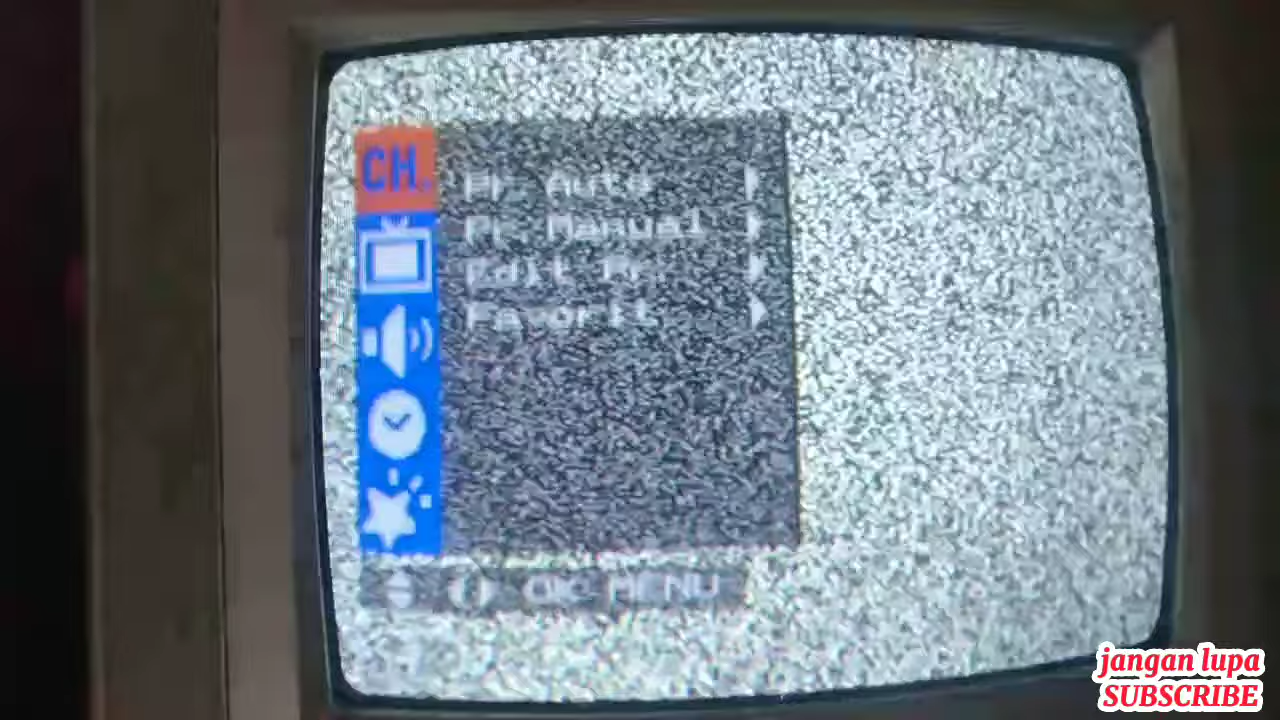 CH.
Pr. Auto
Pr. Manual
Edit Pr.
Favorit
OK MENU
jangan lupa
SUBSCRIBE